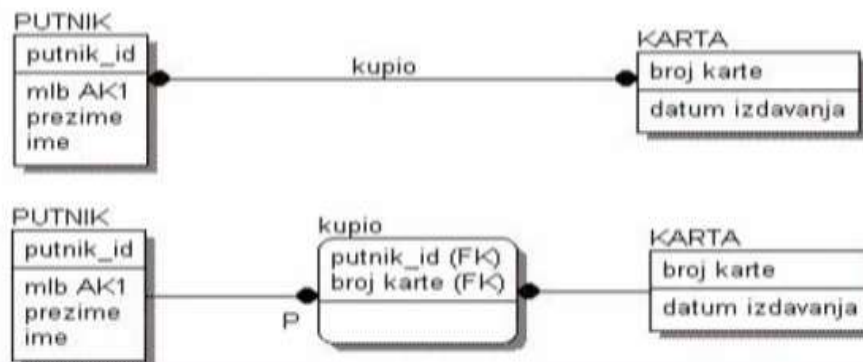 PUTNIK
putnik_id
mlb AK1
prezime
ime
kupio
KARTA
broj karte
datum izdavanja
PUTNIK
putnik_id
mlb AK1
prezime
ime
P
kupio
putnik_id (FK)
broj karte (FK)
KARTA
broj karte
datum izdavanja